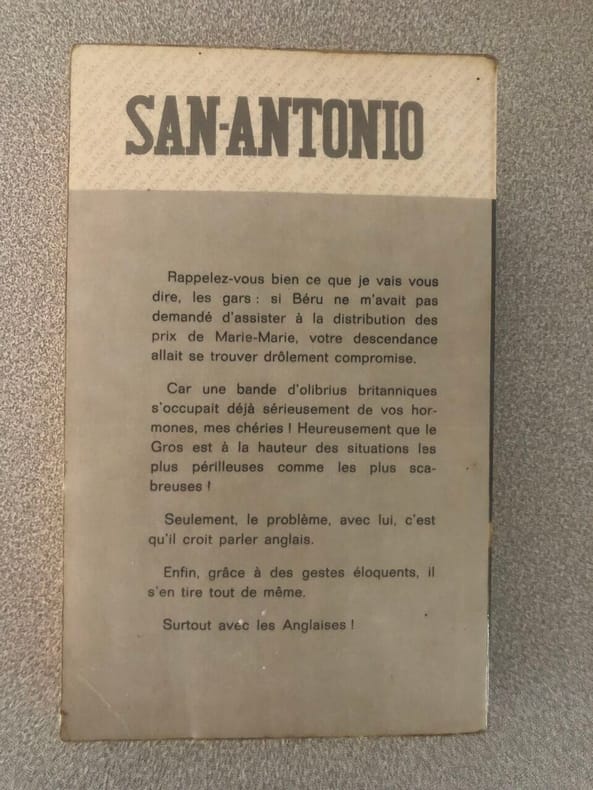 SAN-ANTONIO
Rappelez-vous bien ce que je vais vous
dire, les gars : si Béru ne m'avait pas
demandé d'assister à la distribution des
prix de Marie-Marie, votre descendance
allait se trouver drôlement compromise.
Car une bande d'olibrius britanniques
s'occupait déjà sérieusement de vos hor-
mones, mes chéries ! Heureusement que le
Gros est à la hauteur des situations les
plus périlleuses comme les plus sca-
breuses !
Seulement, le problème, avec lui, c'est
qu'il croit parler anglais.
Enfin, grâce à des gestes éloquents, il
s'en tire tout de même.
Surtout avec les Anglaises !